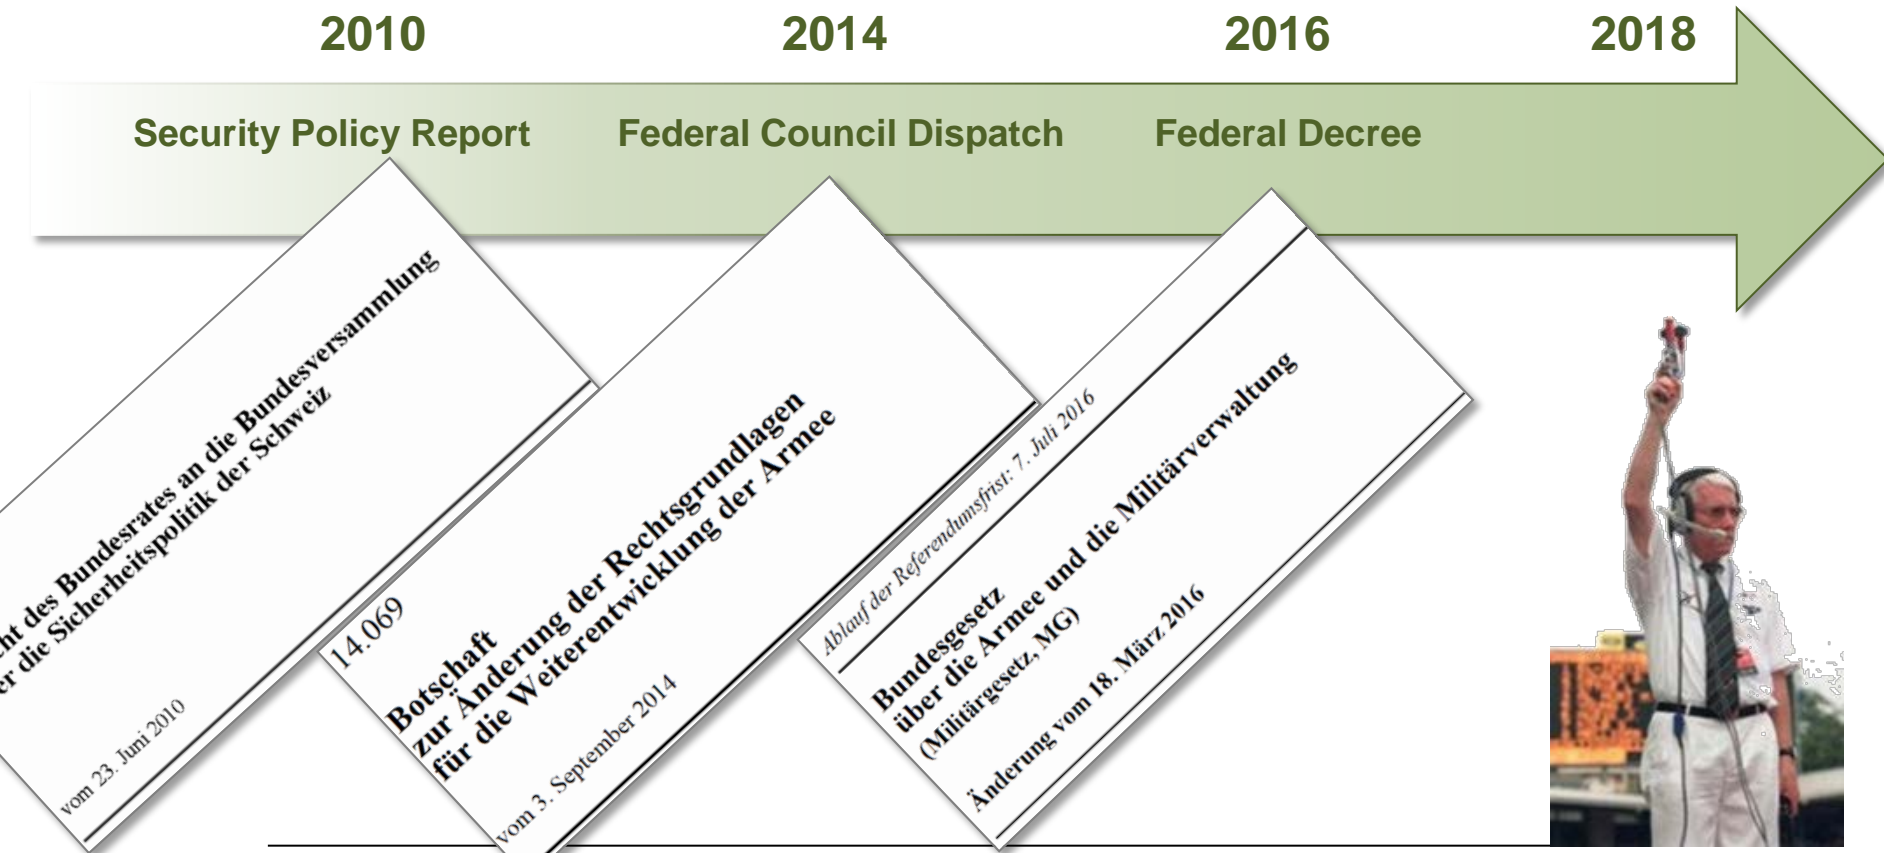 2010
2014
2016
2018
Security Policy Report
Federal Council Dispatch
Federal Decree
des Bundesrates an die Bundesversammlung
die Sicherheitspolitik der Schweiz
vom 23. Juni 2010
14.069
Botschaft
zur Änderung der Rechtsgrundlagen
für die Weiterentwicklung der Armee
vom 3. September 2014
Ablauf der Referendumsfrist: 7. Juli 2016
Bundesgesetz
über die Armee und die Militärverwaltung
(Militärgesetz, MG)
Änderung vom 18. März 2016